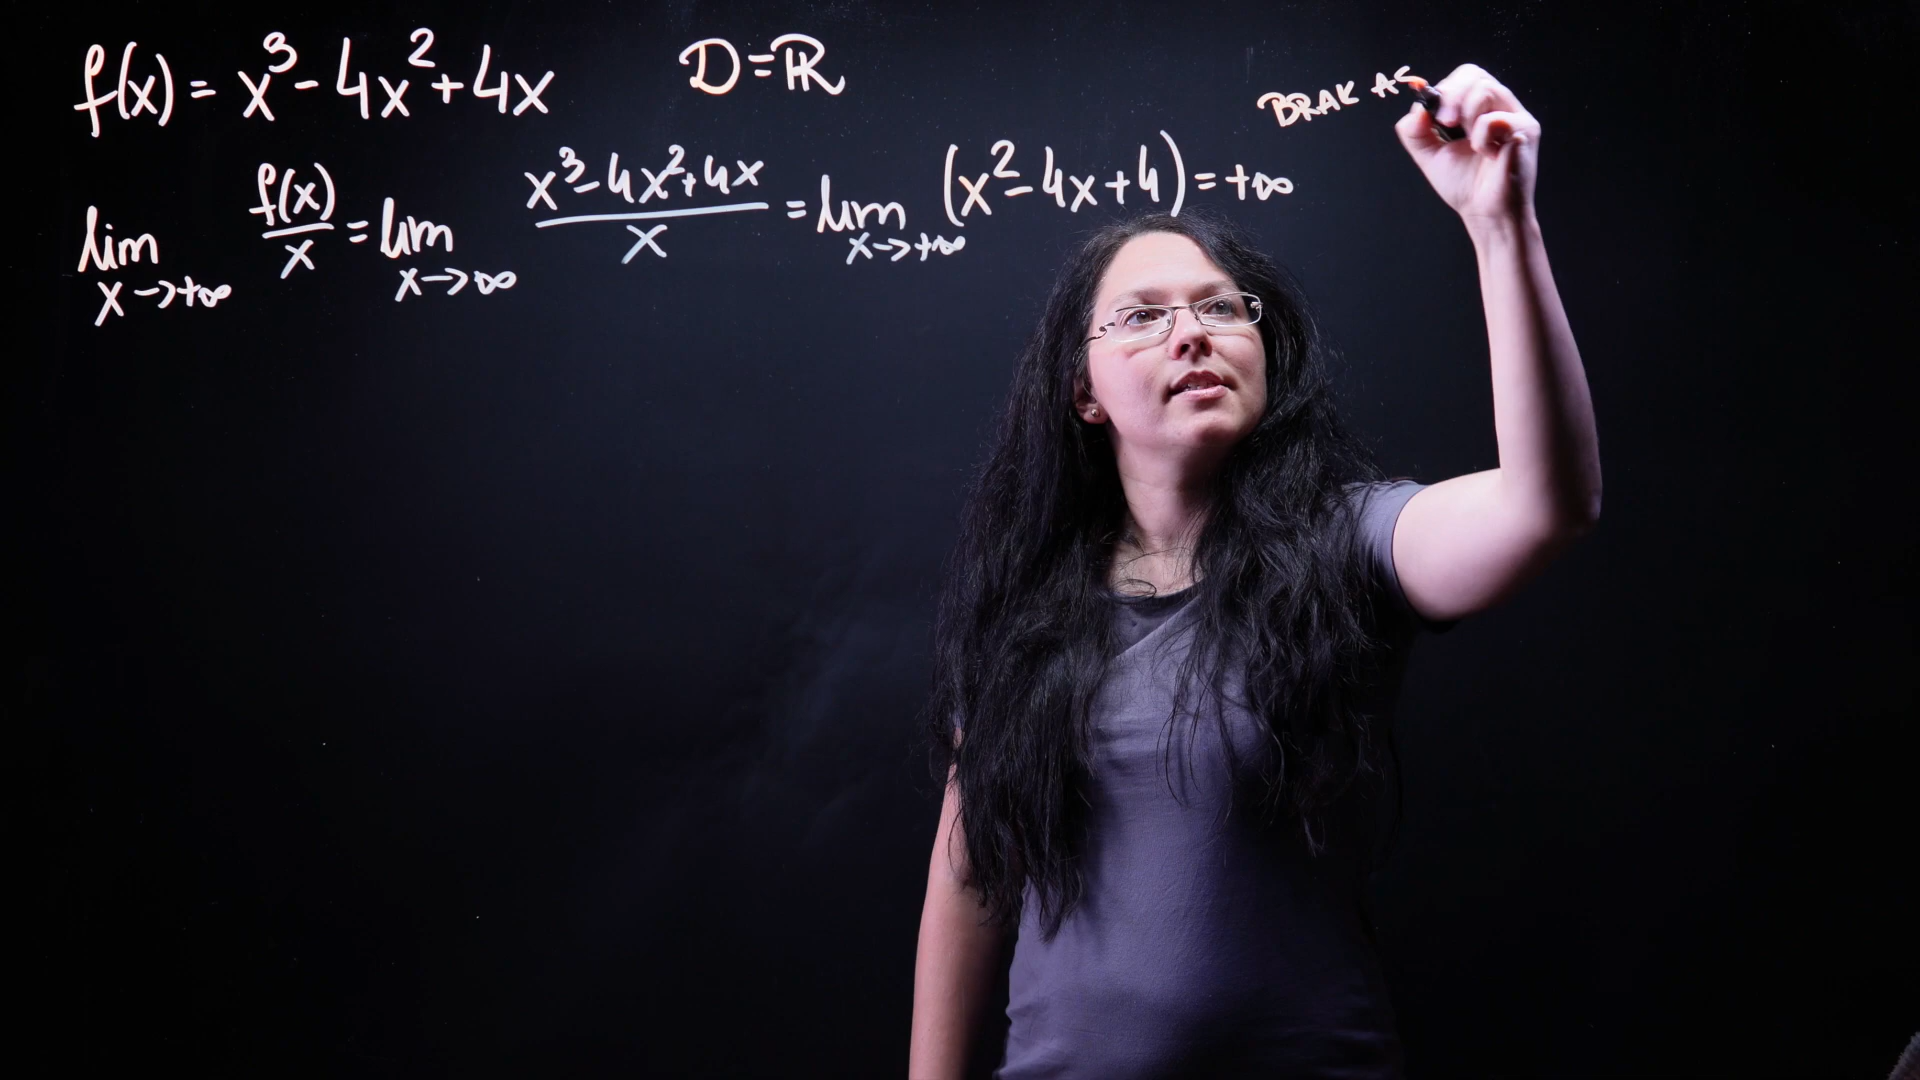 f(x) = x³ - 4x² + 4x D = ℝ
BRAK AS
lim x→+∞ f(x)/x = lim x→∞ (x³ - 4x² + 4x)/x = lim x→+∞ (x² - 4x + 4) = +∞